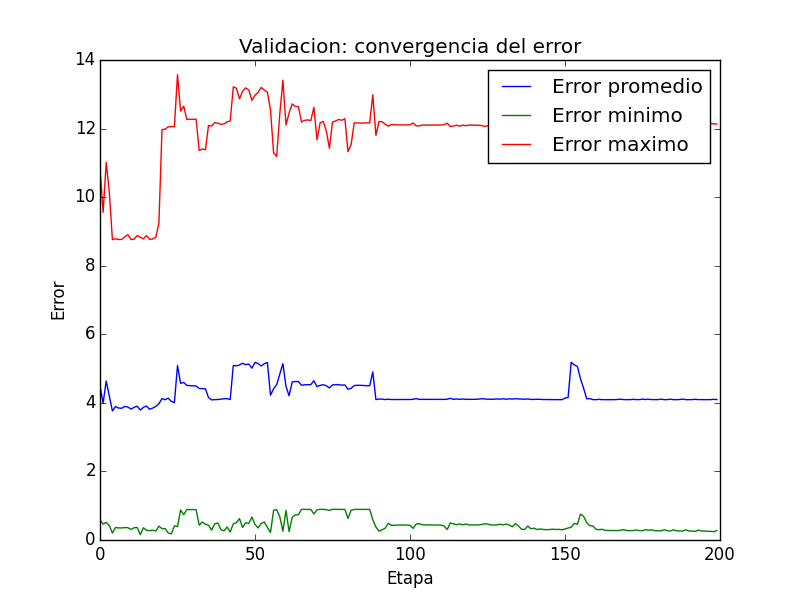 Validacion: convergencia del error
Error promedio
Error minimo
Error maximo
14
12
10
8
6
4
2
0
Error
0 50 100 150 200
Etapa